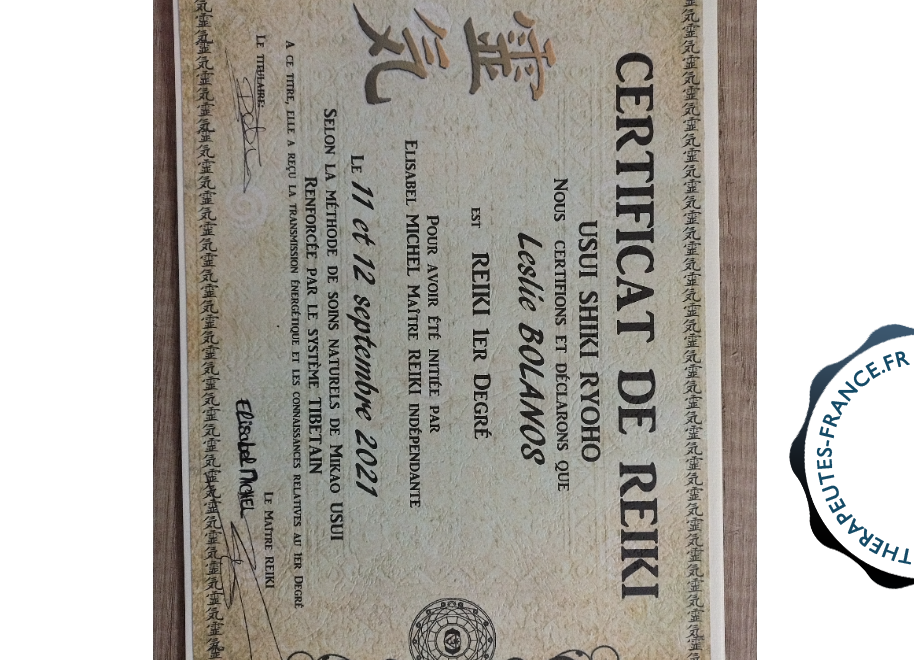 CERTIFICAT DE REIKI
USUI SHIKI RYOHO
NOUS CERTIFIONS ET DÉCLARONS QUE
Leslie BOLANOS
EST REIKI 1ER DEGRÉ
POUR AVOIR ÉTÉ INITIÉE PAR
ELISABEL MICHEL MAÎTRE REIKI INDÉPENDANTE
LE 11 et 12 septembre 2021
SELON LA MÉTHODE DE SOINS NATURELS DE MIKAO USUI
RENFORCÉE PAR LE SYSTÈME TIBETAIN
A CE TITRE, ELLE A REÇU LA TRANSMISSION ÉNERGÉTIQUE ET LES CONNAISSANCES RELATIVES AU 1ER DEGRÉ
LE TITULAIRE:
LE MAÎTRE REIKI
Elisabel MICHEL
靈気
THERAPEUTES-FRANCE.FR